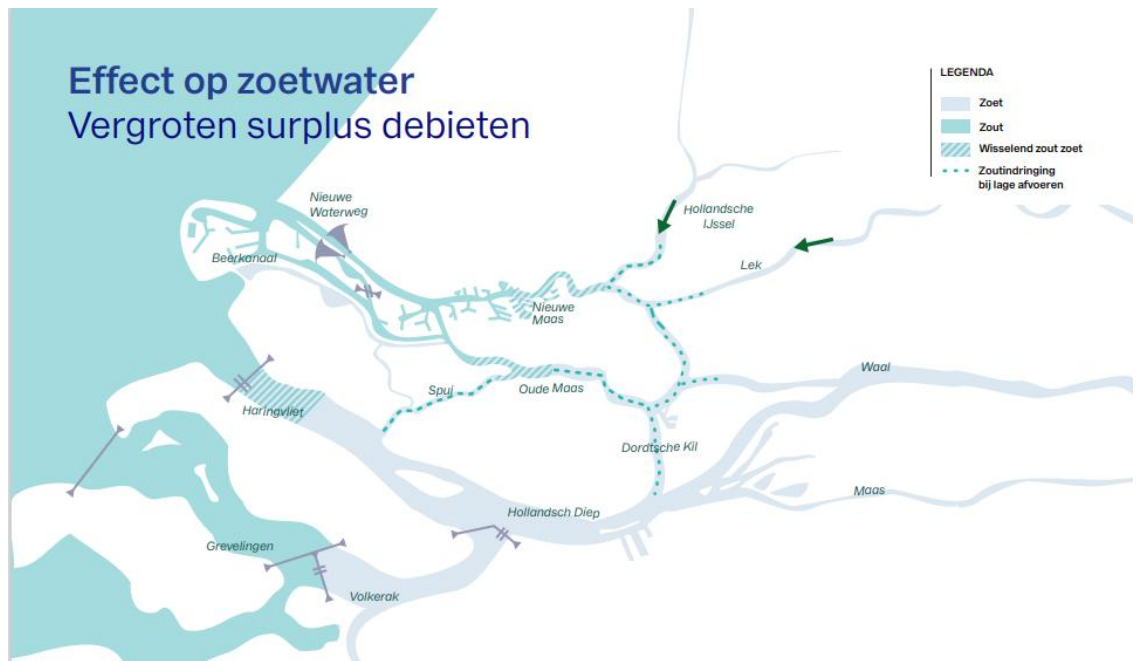 Effect op zoetwater
Vergroten surplus debieten
LEGENDA
Zoet
Zout
Wisselend zout zoet
Zoutindringing
bij lage afvoeren
Nieuwe
Waterweg
Hollandsche
IJssel
Beerkanaal
Lek
Nieuwe
Maas
Waal
Spui
Oude Maas
Haringvliet
Dordtsche Kil
Maas
Hollandsch Diep
Grevelingen
Volkerak